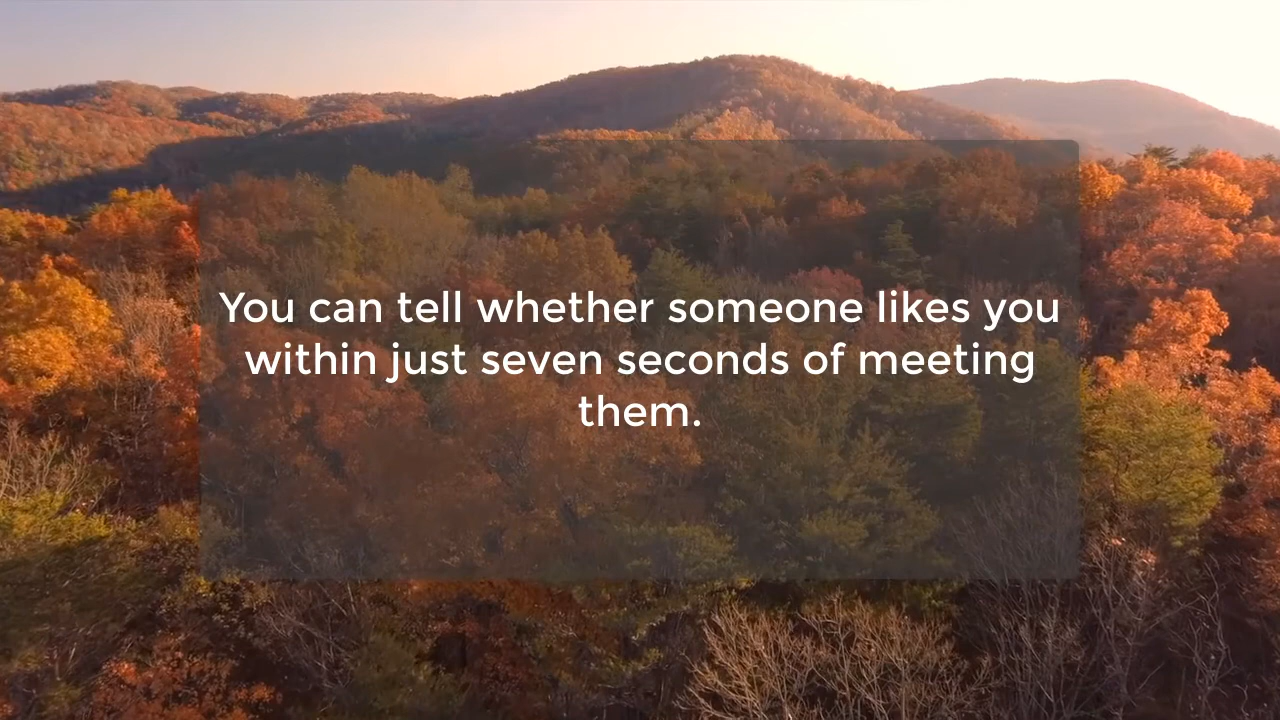 You can tell whether someone likes you
within just seven seconds of meeting
them.